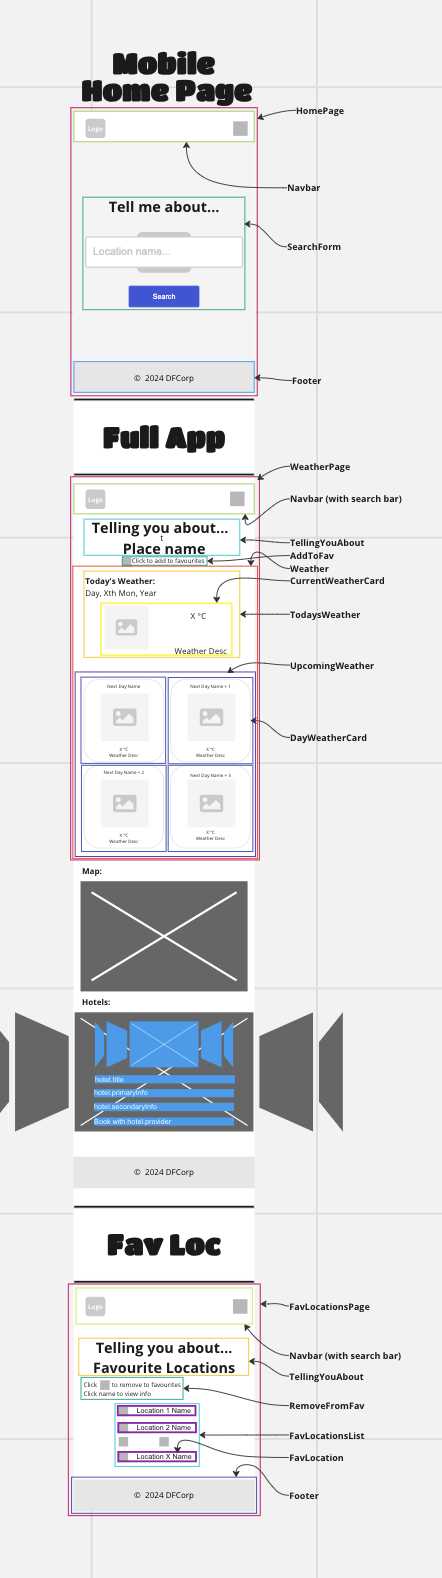 Mobile
Home Page
HomePage
Logo
Navbar
Tell me about...
SearchForm
Location name...
Search
© 2024 DFCorp
Footer
Full App
WeatherPage
Logo
Navbar (with search bar)
Telling you about...
t
Place name
TellingYouAbout
AddToFav
Click to add to favourites
Weather
CurrentWeatherCard
Today's Weather:
Day, Xth Mon, Year
TodaysWeather
X °C
Weather Desc
UpcomingWeather
Next Day Name
Next Day Name + 1
DayWeatherCard
X °C
Weather Desc
X °C
Weather Desc
Next Day Name + 2
Next Day Name + 3
X °C
Weather Desc
X °C
Weather Desc
Map:
Hotels:
hotel.title
hotel.primaryInfo
hotel.secondaryInfo
Book with hotel.provider
© 2024 DFCorp
Fav Loc
FavLocationsPage
Logo
Navbar (with search bar)
Telling you about...
Favourite Locations
TellingYouAbout
Click to remove to favourites
Click name to view info
RemoveFromFav
Location 1 Name
Location 2 Name
FavLocationsList
Location X Name
FavLocation
© 2024 DFCorp
Footer